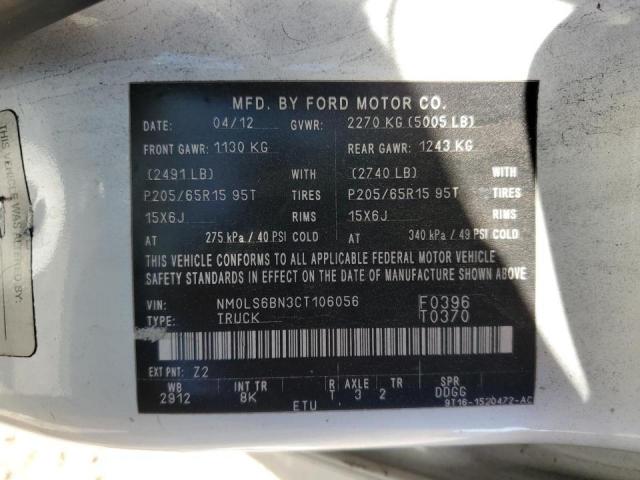 MFD. BY FORD MOTOR CO.
DATE: 04/12 GVWR: 2270 KG (5005 LB)
FRONT GAWR: 1130 KG REAR GAWR: 1243 KG
(2491 LB) WITH (2740 LB) WITH
P205/65R15 95T TIRES P205/65R15 95T TIRES
15X6J RIMS 15X6J RIMS
AT 275 kPa / 40 PSI COLD AT 340 kPa / 49 PSI COLD
THIS VEHICLE CONFORMS TO ALL APPLICABLE FEDERAL MOTOR VEHICLE
SAFETY STANDARDS IN EFFECT ON THE DATE OF MANUFACTURE SHOWN ABOVE.
VIN: NM0LS6BN3CT106056 F0396
TYPE: TRUCK T0370
EXT PNT: Z2
WB INT TR R AXLE TR SPR
2912 8K T 3 2 DDGG
ETU 9T16-1520472-AC
THIS VEHICLE WAS